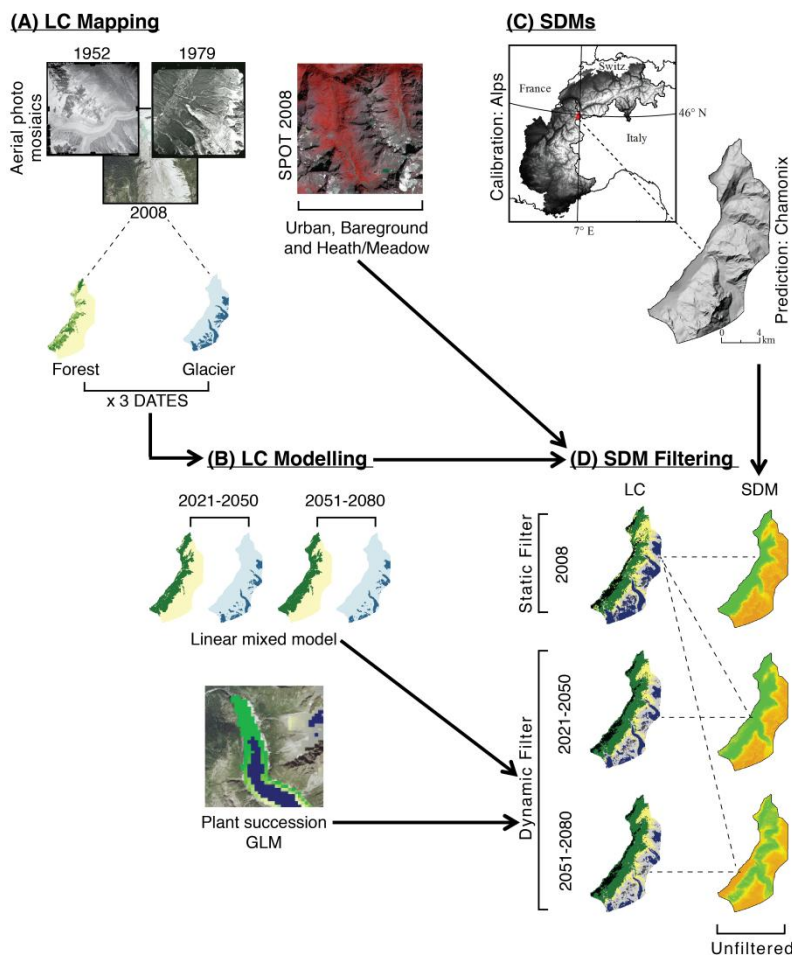 (A) LC Mapping
1952
1979
Aerial photo
mosiaics
2008
Forest
Glacier
x 3 DATES
SPOT 2008
Urban, Bareground
and Heath/Meadow
(C) SDMs
Calibration: Alps
France
Switz.
46° N
Italy
7° E
Prediction: Chamonix
0 4
km
(B) LC Modelling
2021-2050
2051-2080
Linear mixed model
Plant succession
GLM
(D) SDM Filtering
LC
SDM
Static Filter
2008
Dynamic Filter
2021-2050
2051-2080
Unfiltered